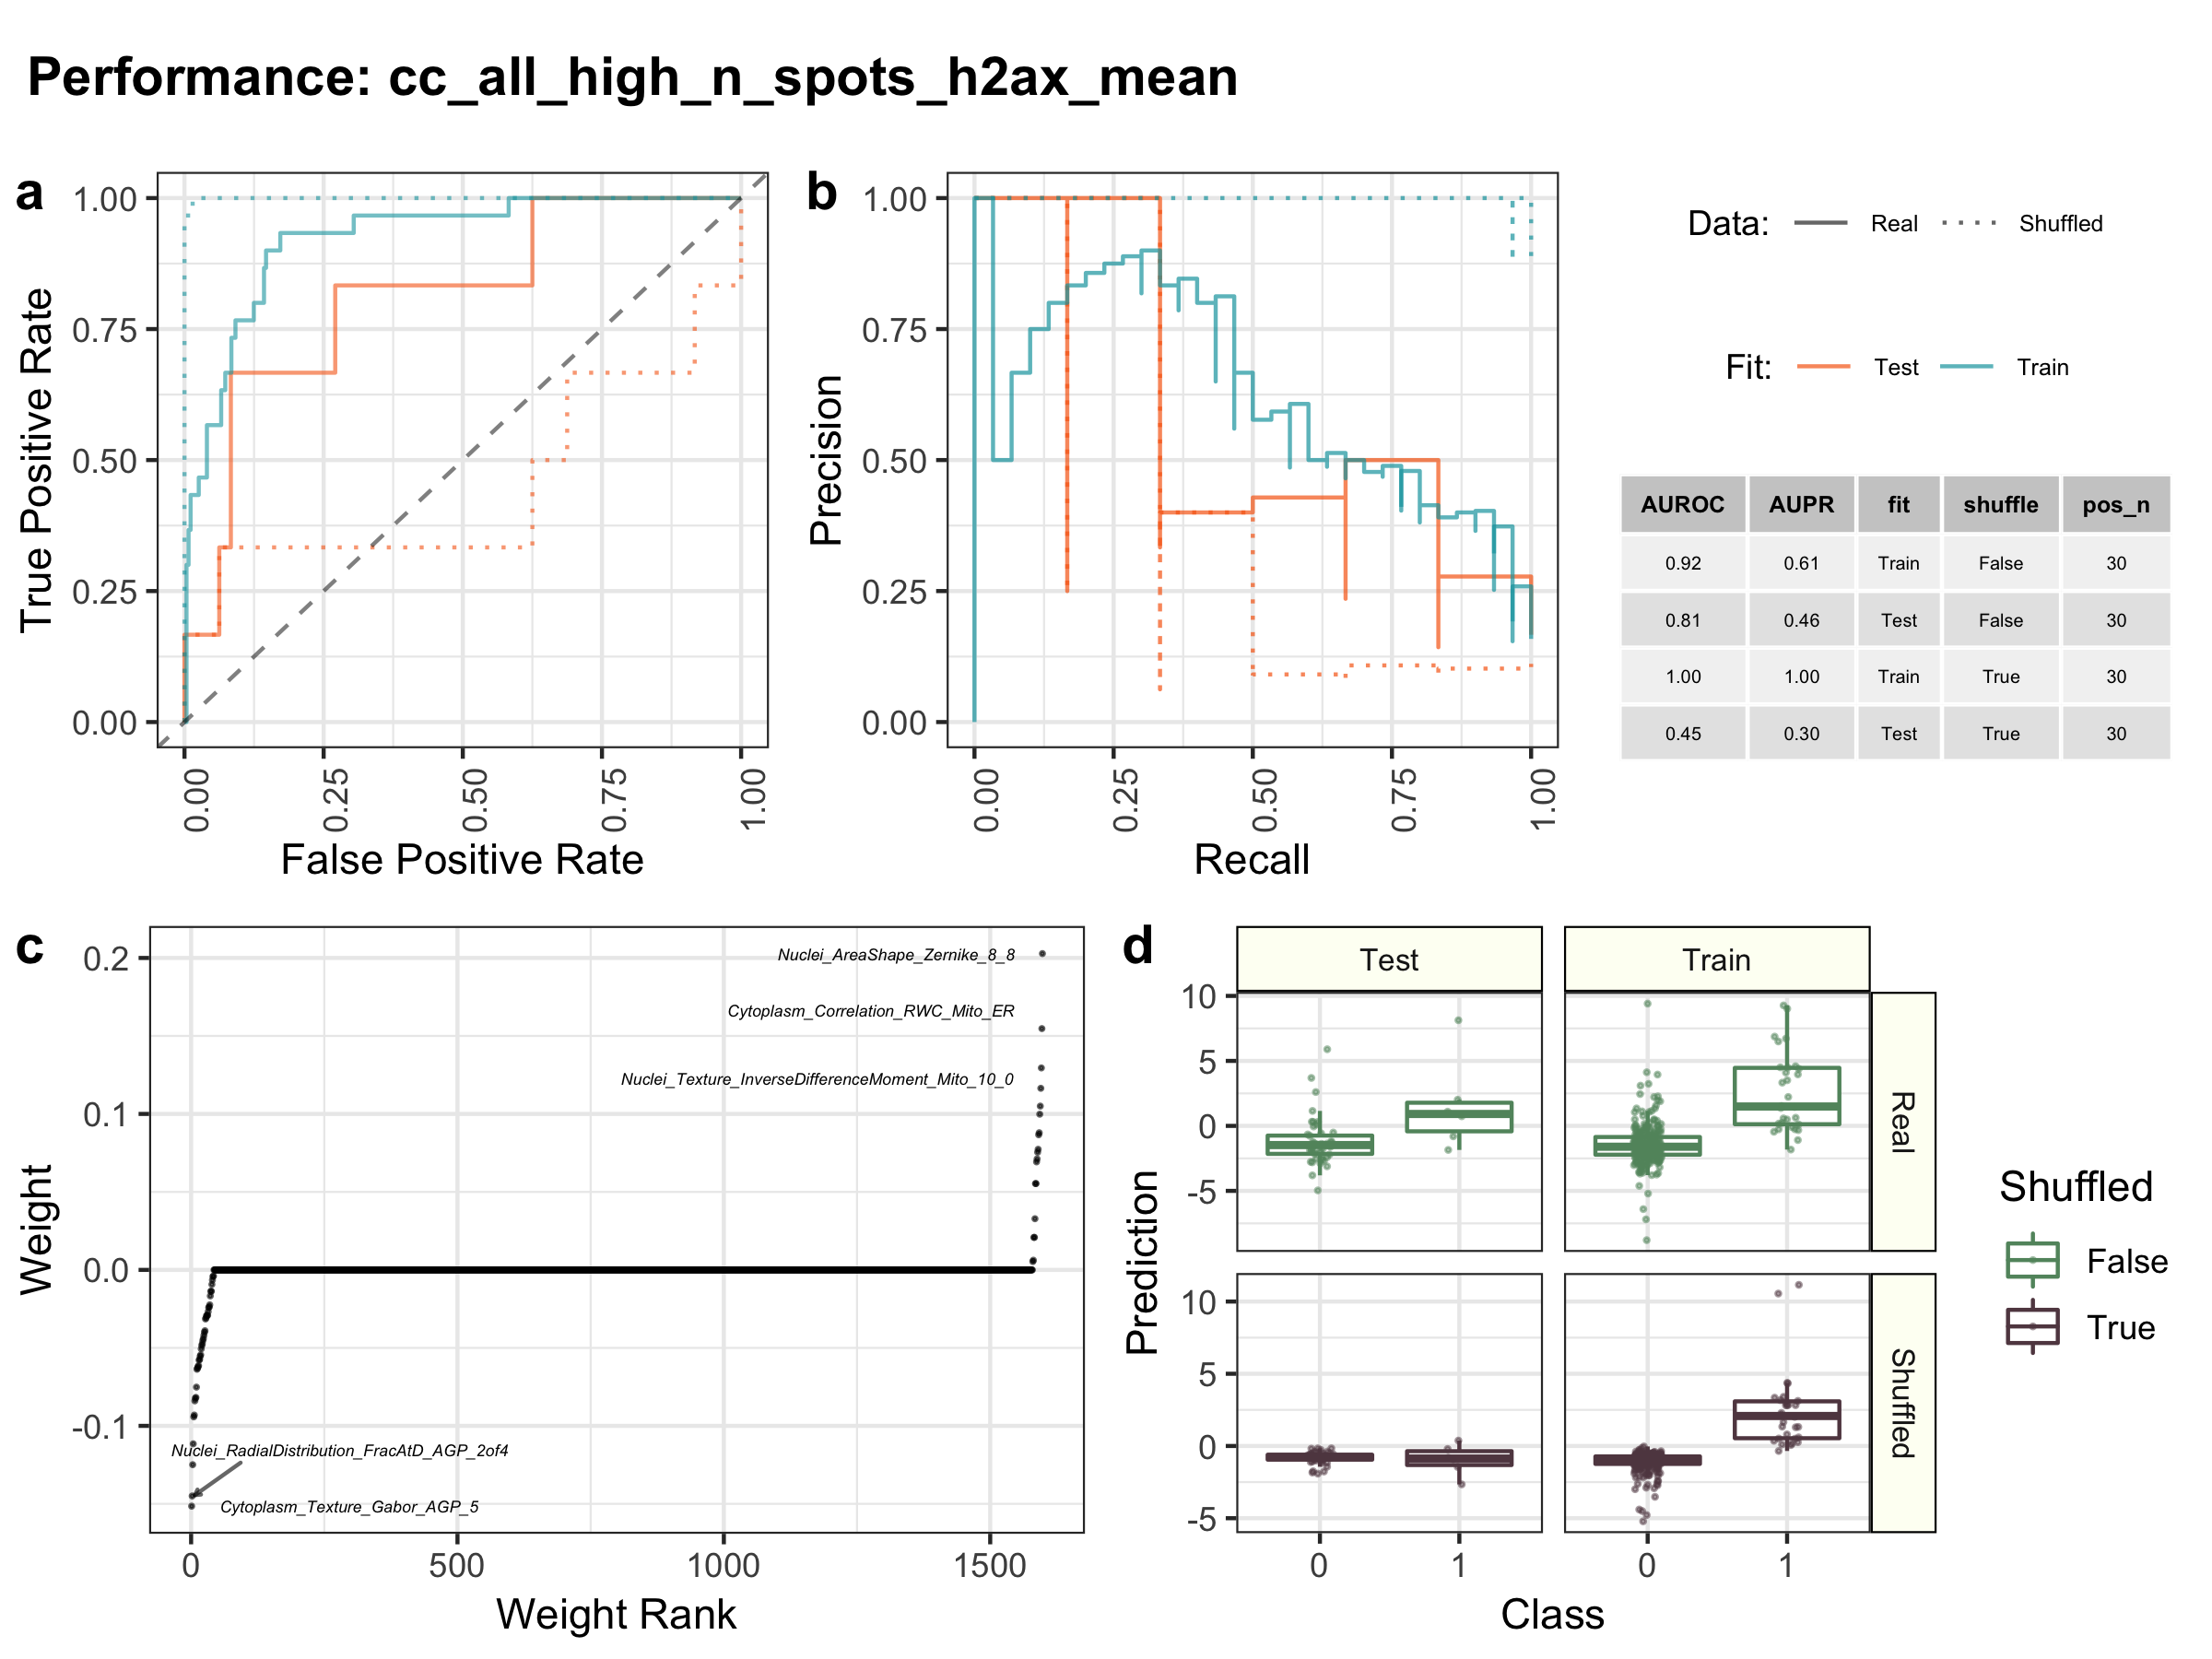 Performance: cc_all_high_n_spots_h2ax_mean
a
True Positive Rate
1.00
0.75
0.50
0.25
0.00
0.00 0.25 0.50 0.75 1.00
False Positive Rate
b
Precision
1.00
0.75
0.50
0.25
0.00
0.00 0.25 0.50 0.75 1.00
Recall
Data: Real Shuffled
Fit: Test Train
AUROC AUPR fit shuffle pos_n
0.92 0.61 Train False 30
0.81 0.46 Test False 30
1.00 1.00 Train True 30
0.45 0.30 Test True 30
c
Weight
0.2
0.1
0.0
-0.1
Nuclei_AreaShape_Zernike_8_8
Cytoplasm_Correlation_RWC_Mito_ER
Nuclei_Texture_InverseDifferenceMoment_Mito_10_0
Nuclei_RadialDistribution_FracAtD_AGP_2of4
Cytoplasm_Texture_Gabor_AGP_5
0 500 1000 1500
Weight Rank
d
Test Train
Prediction
10
5
0
-5
Real
10
5
0
-5
Shuffled
0 1 0 1
Class
Shuffled
False
True